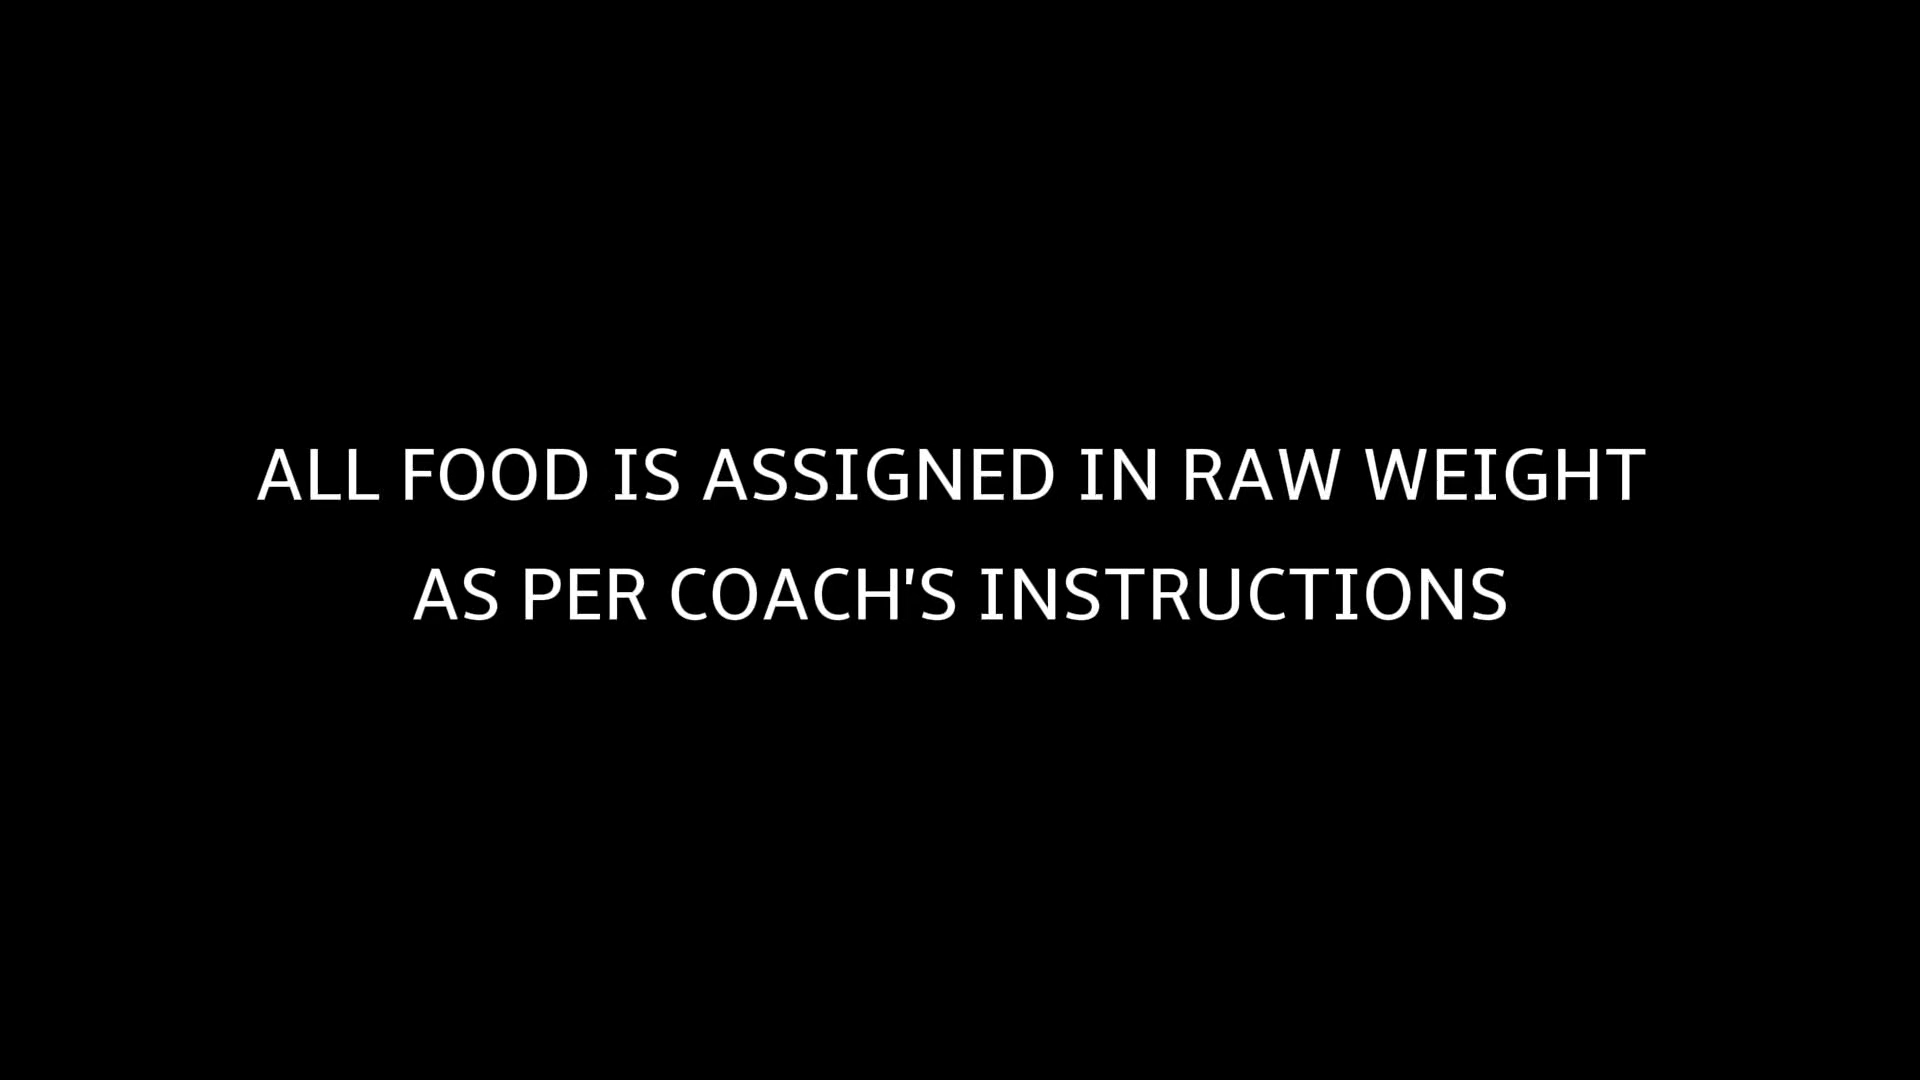 ALL FOOD IS ASSIGNED IN RAW WEIGHT
AS PER COACH'S INSTRUCTIONS